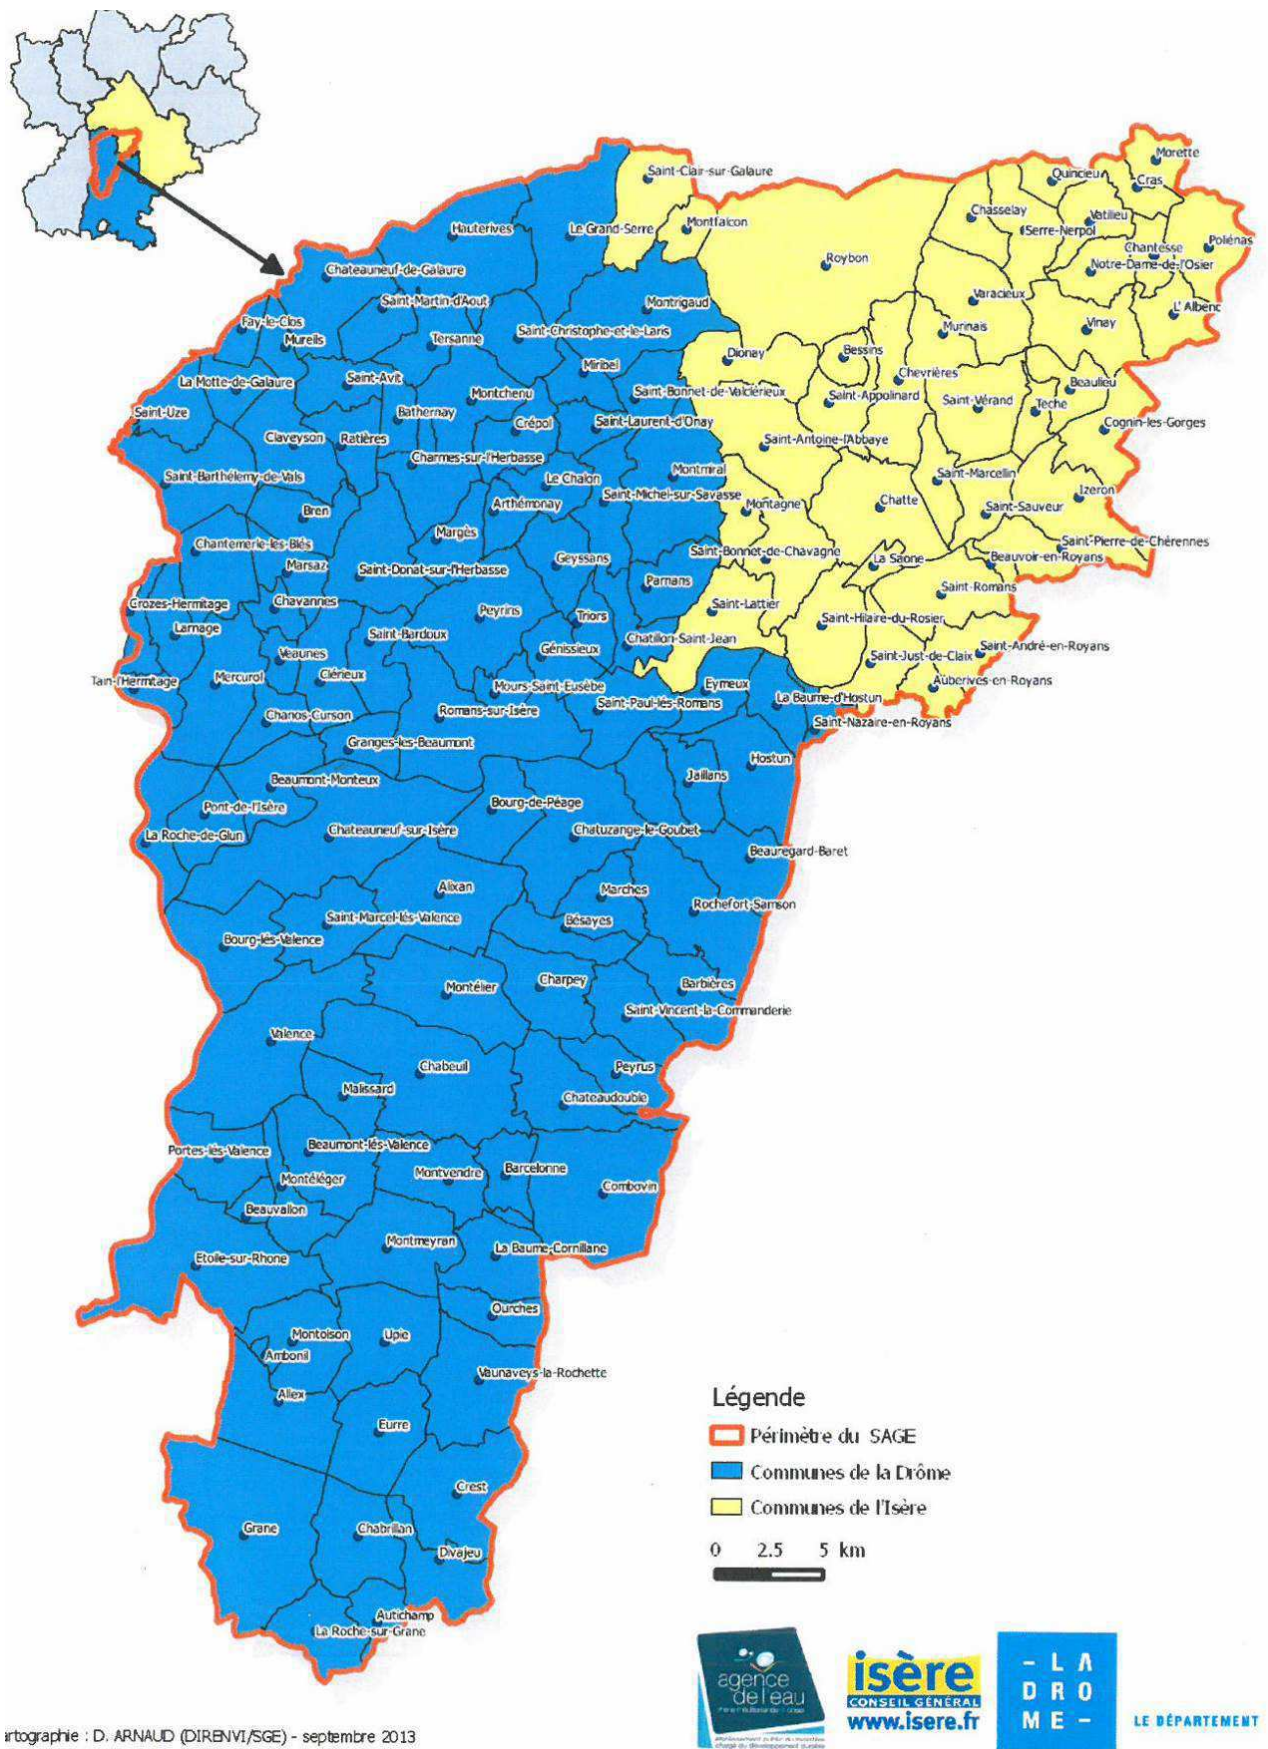 Morette
Saint-Clair-sur-Galaure
Quincieu
Cras
Chasselay
Vatilieu
Montfalcon
Hauterives
Le Grand-Serre
Serre-Nerpol
Poliénas
Chantesse
Roybon
Notre-Dame-de-l'Osier
Chateauneuf-de-Galaure
Saint-Martin-d'Aout
Montrigaud
Varacieux
L' Albenc
Fay-le-Clos
Mureils
Tersanne
Saint-Christophe-et-le-Laris
Murinais
Vinay
Dionay
Bessins
Miribel
La Motte-de-Galaure
Saint-Avit
Chevrières
Beaulieu
Montchenu
Saint-Bonnet-de-Valclérieux
Saint-Appolinard
Saint-Vérand
Teche
Saint-Uze
Bathernay
Crépol
Saint-Laurent-d'Onay
Cognin-les-Gorges
Claveyson
Ratières
Saint-Antoine-l'Abbaye
Charmes-sur-l'Herbasse
Saint-Barthélemy-de-Vals
Le Chalon
Montmiral
Saint-Marcellin
Saint-Michel-sur-Savasse
Izeron
Bren
Arthémonay
Montagne
Chatte
Saint-Sauveur
Margès
Chantemerle-les-Blés
Saint-Bonnet-de-Chavagne
Saint-Pierre-de-Chérennes
Marsaz
Saint-Donat-sur-l'Herbasse
Geyssans
La Saone
Beauvoir-en-Royans
Parnans
Saint-Romans
Crozes-Hermitage
Chavannes
Peyrins
Triors
Saint-Lattier
Saint-Hilaire-du-Rosier
Larnage
Saint-Bardoux
Chatillon-Saint-Jean
Veaunes
Génissieux
Saint-Just-de-Claix
Saint-André-en-Royans
Tain-l'Hermitage
Mercurol
Clérieux
Mours-Saint-Eusèbe
Eymeux
Auberives-en-Royans
Saint-Paul-lés-Romans
La Baume-d'Hostun
Chanos-Curson
Romans-sur-Isère
Saint-Nazaire-en-Royans
Granges-les-Beaumont
Hostun
Beaumont-Monteux
Jaillans
Pont-de-l'Isère
Bourg-de-Péage
La Roche-de-Glun
Chateauneuf-sur-Isère
Chatuzange-le-Goubet
Beauregard-Baret
Alixan
Marches
Rochefort-Samson
Saint-Marcel-lés-Valence
Bésayes
Bourg-lés-Valence
Montélier
Charpey
Barbières
Saint-Vincent-la-Commanderie
Valence
Chabeuil
Peyrus
Malissard
Chateaudouble
Portes-lés-Valence
Beaumont-lés-Valence
Montéléger
Montvendre
Barcelonne
Combovin
Beauvallon
Montmeyran
La Baume-Cornillane
Etoile-sur-Rhone
Ourches
Montoison
Upie
Ambonil
Vaunaveys-la-Rochette
Allex
Eurre
Crest
Grane
Chabrillan
Divajeu
Autichamp
La Roche-sur-Grane
Légende
Périmètre du SAGE
Communes de la Drôme
Communes de l'Isère
0 2.5 5 km
agence
de l'eau
isère
CONSEIL GÉNÉRAL
www.isere.fr
- L A
D R O
M E -
LE DÉPARTEMENT
rtographie : D. ARNAUD (DIRENVI/SGE) - septembre 2013